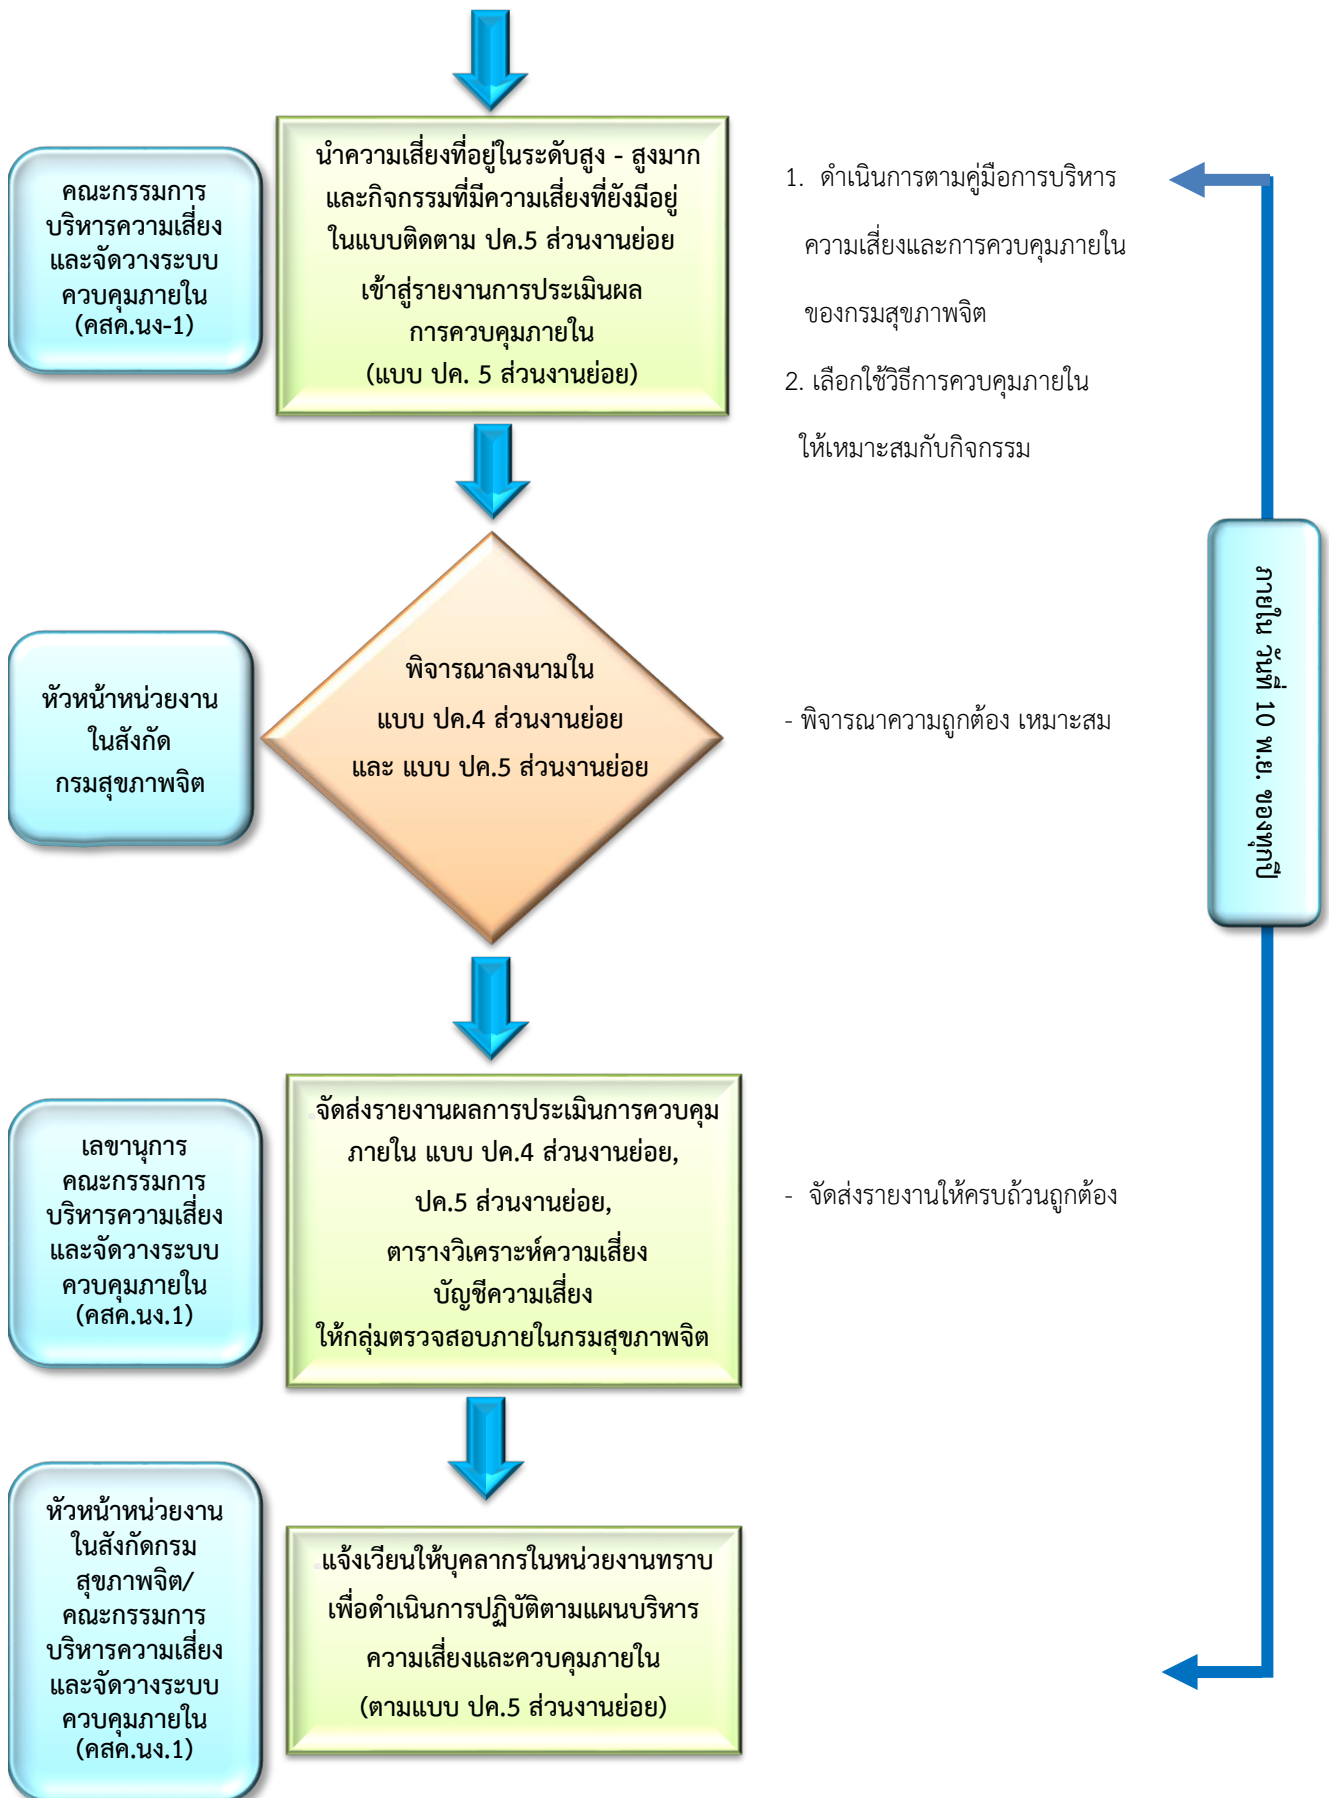 คณะกรรมการ
บริหารความเสี่ยง
และจัดวางระบบ
ควบคุมภายใน
(คสค.นง-1)
นำความเสี่ยงที่อยู่ในระดับสูง - สูงมาก
และกิจกรรมที่มีความเสี่ยงที่ยังมีอยู่
ในแบบติดตาม ปค.5 ส่วนงานย่อย
เข้าสู่รายงานการประเมินผล
การควบคุมภายใน
(แบบ ปค. 5 ส่วนงานย่อย)
1. ดำเนินการตามคู่มือการบริหาร
ความเสี่ยงและการควบคุมภายใน
ของกรมสุขภาพจิต
2. เลือกใช้วิธีการควบคุมภายใน
ให้เหมาะสมกับกิจกรรม
ภายใน วันที่ 10 พ.ย. ของทุกปี
หัวหน้าหน่วยงาน
ในสังกัด
กรมสุขภาพจิต
พิจารณาลงนามใน
แบบ ปค.4 ส่วนงานย่อย
และ แบบ ปค.5 ส่วนงานย่อย
- พิจารณาความถูกต้อง เหมาะสม
เลขานุการ
คณะกรรมการ
บริหารความเสี่ยง
และจัดวางระบบ
ควบคุมภายใน
(คสค.นง.1)
จัดส่งรายงานผลการประเมินการควบคุม
ภายใน แบบ ปค.4 ส่วนงานย่อย,
ปค.5 ส่วนงานย่อย,
ตารางวิเคราะห์ความเสี่ยง
บัญชีความเสี่ยง
ให้กลุ่มตรวจสอบภายในกรมสุขภาพจิต
- จัดส่งรายงานให้ครบถ้วนถูกต้อง
หัวหน้าหน่วยงาน
ในสังกัดกรม
สุขภาพจิต/
คณะกรรมการ
บริหารความเสี่ยง
และจัดวางระบบ
ควบคุมภายใน
(คสค.นง.1)
แจ้งเวียนให้บุคลากรในหน่วยงานทราบ
เพื่อดำเนินการปฏิบัติตามแผนบริหาร
ความเสี่ยงและควบคุมภายใน
(ตามแบบ ปค.5 ส่วนงานย่อย)